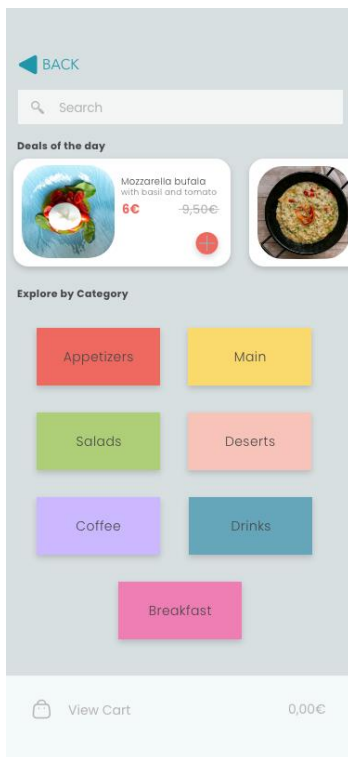 BACK
Search
Deals of the day
Mozzarella bufala
with basil and tomato
6€ 9,50€
Explore by Category
Appetizers Main
Salads Deserts
Coffee Drinks
Breakfast
View Cart 0,00€